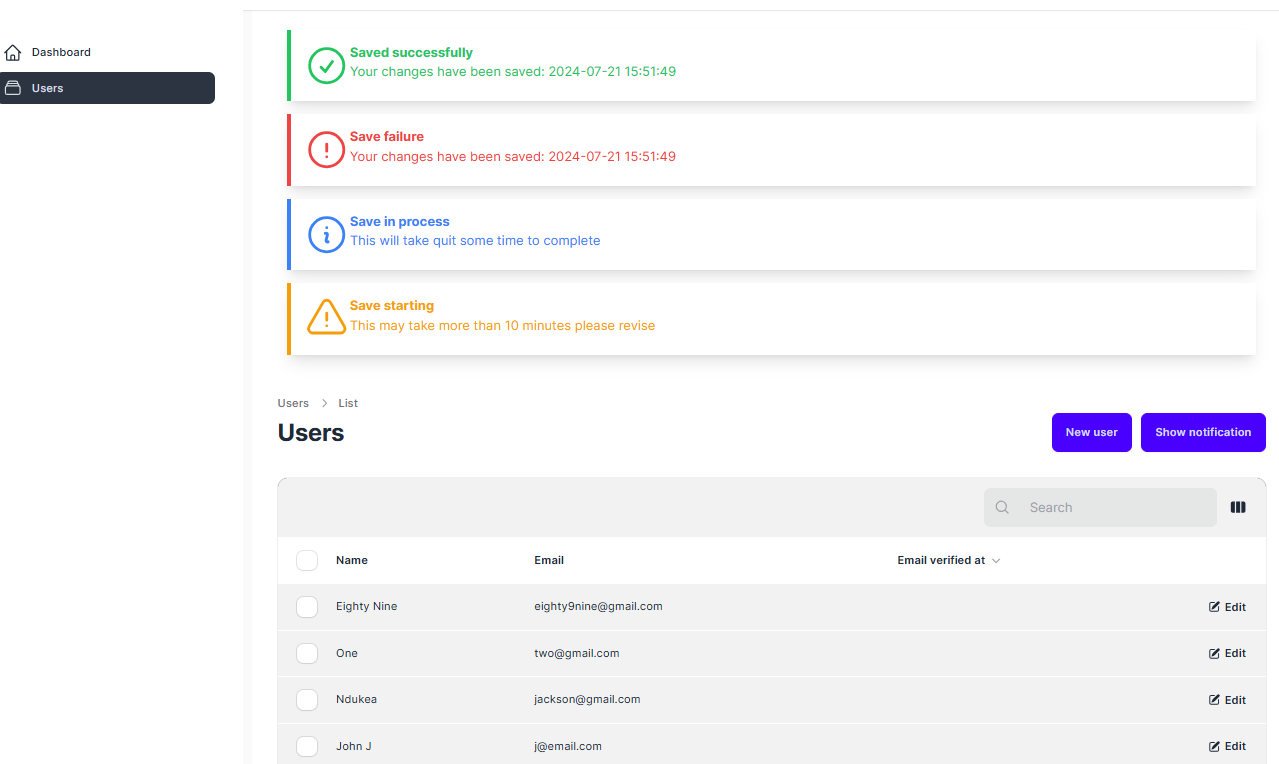 Dashboard
Users
Saved successfully
Your changes have been saved: 2024-07-21 15:51:49
Save failure
Your changes have been saved: 2024-07-21 15:51:49
Save in process
This will take quit some time to complete
Save starting
This may take more than 10 minutes please revise
Users > List
Users
New user
Show notification
Search
Name Email Email verified at
Eighty Nine eighty9nine@gmail.com Edit
One two@gmail.com Edit
Ndukea jackson@gmail.com Edit
John J j@email.com Edit